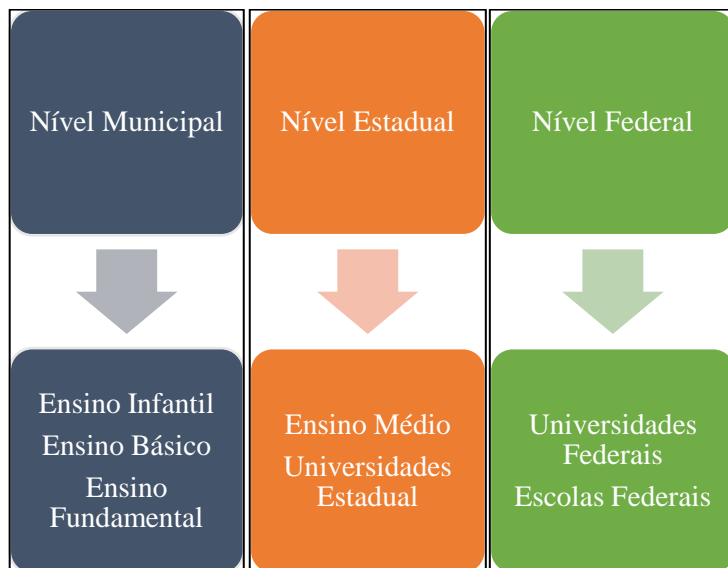 Nível Municipal
Nível Estadual
Nível Federal
Ensino Infantil
Ensino Básico
Ensino
Fundamental
Ensino Médio
Universidades
Estadual
Universidades
Federais
Escolas Federais